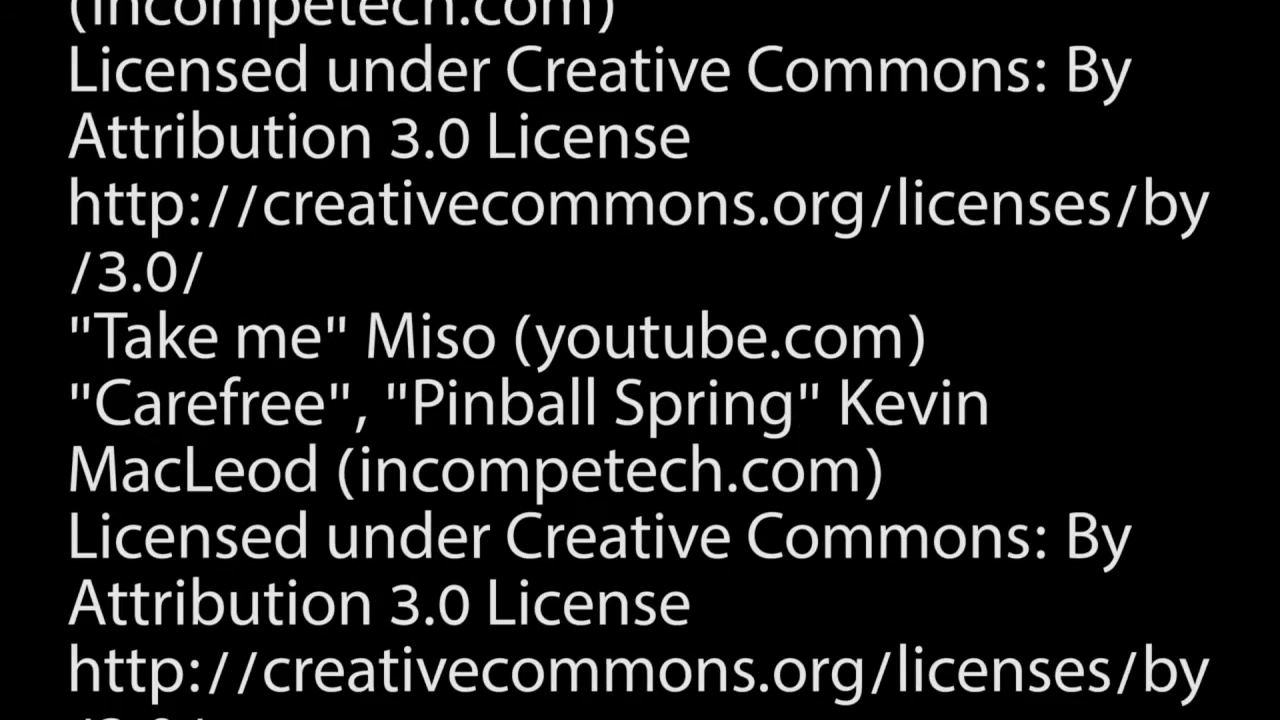 (incompetech.com)
Licensed under Creative Commons: By
Attribution 3.0 License
http://creativecommons.org/licenses/by
/3.0/
"Take me" Miso (youtube.com)
"Carefree", "Pinball Spring" Kevin
MacLeod (incompetech.com)
Licensed under Creative Commons: By
Attribution 3.0 License
http://creativecommons.org/licenses/by